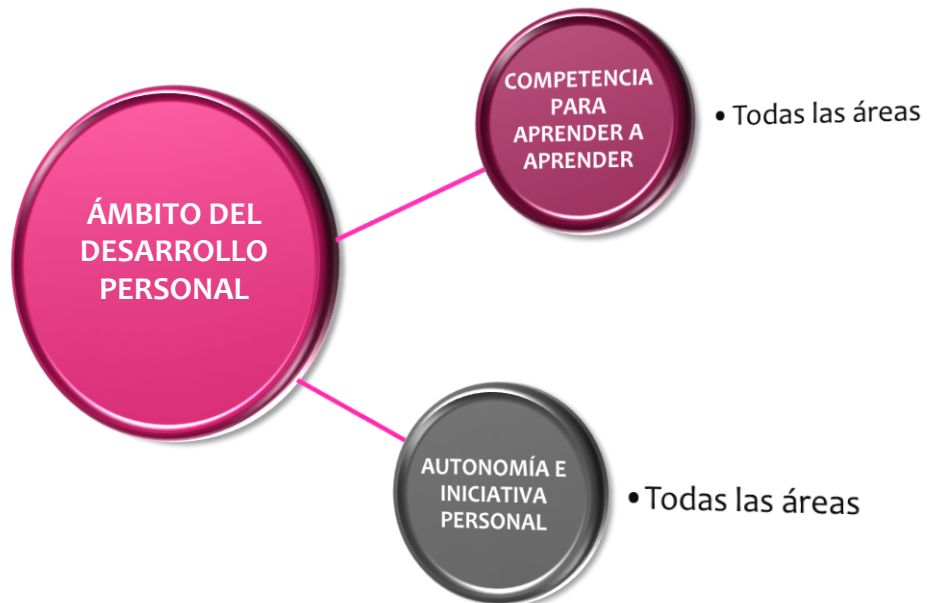 ÁMBITO DEL
DESARROLLO
PERSONAL
COMPETENCIA
PARA
APRENDER A
APRENDER
• Todas las áreas
AUTONOMÍA E
INICIATIVA
PERSONAL
• Todas las áreas